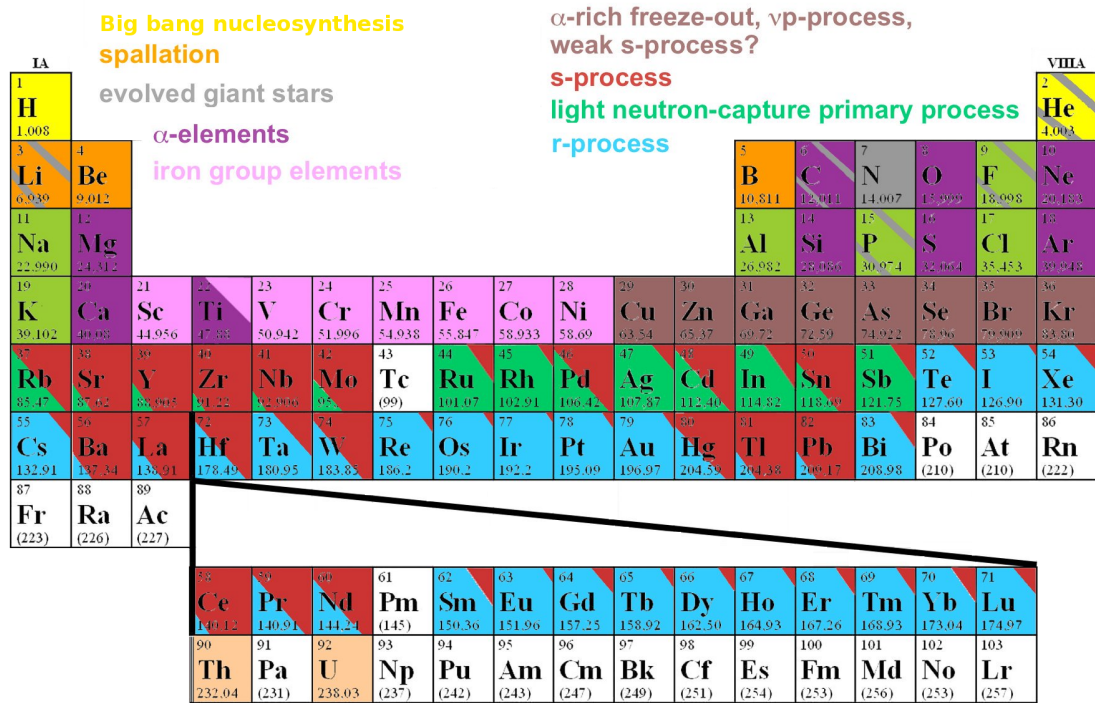 Big bang nucleosynthesis
spallation
evolved giant stars
α-elements
iron group elements
α-rich freeze-out, νp-process,
weak s-process?
s-process
light neutron-capture primary process
r-process
IA VIIIA
1 2
H He
1.008 4.003
3 4 5 6 7 8 9 10
Li Be B C N O F Ne
6.939 9.012 10.811 12.011 14.007 15.999 18.998 20.183
11 12 13 14 15 16 17 18
Na Mg Al Si P S Cl Ar
22.990 24.312 26.982 28.086 30.974 32.064 35.453 39.948
19 20 21 22 23 24 25 26 27 28 29 30 31 32 33 34 35 36
K Ca Sc Ti V Cr Mn Fe Co Ni Cu Zn Ga Ge As Se Br Kr
39.102 40.08 44.956 47.88 50.942 51.996 54.938 55.847 58.933 58.69 63.54 65.37 69.72 72.59 74.922 78.96 79.909 83.80
37 38 39 40 41 42 43 44 45 46 47 48 49 50 51 52 53 54
Rb Sr Y Zr Nb Mo Tc Ru Rh Pd Ag Cd In Sn Sb Te I Xe
85.47 87.62 88.905 91.22 92.906 (99) 101.07 102.91 106.42 107.87 112.40 114.82 118.69 121.75 127.60 126.90 131.30
55 56 57 72 73 74 75 76 77 78 79 80 81 82 83 84 85 86
Cs Ba La Hf Ta W Re Os Ir Pt Au Hg Tl Pb Bi Po At Rn
132.91 137.34 138.91 178.49 180.95 183.85 186.2 190.2 192.2 195.09 196.97 204.59 204.38 209.17 208.98 (210) (210) (222)
87 88 89
Fr Ra Ac
(223) (226) (227)
58 59 60 61 62 63 64 65 66 67 68 69 70 71
Ce Pr Nd Pm Sm Eu Gd Tb Dy Ho Er Tm Yb Lu
140.12 140.91 144.24 (145) 150.36 151.96 157.25 158.92 162.50 164.93 167.26 168.93 173.04 174.97
90 91 92 93 94 95 96 97 98 99 100 101 102 103
Th Pa U Np Pu Am Cm Bk Cf Es Fm Md No Lr
232.04 (231) 238.03 (237) (242) (243) (247) (249) (251) (254) (253) (256) (253) (257)